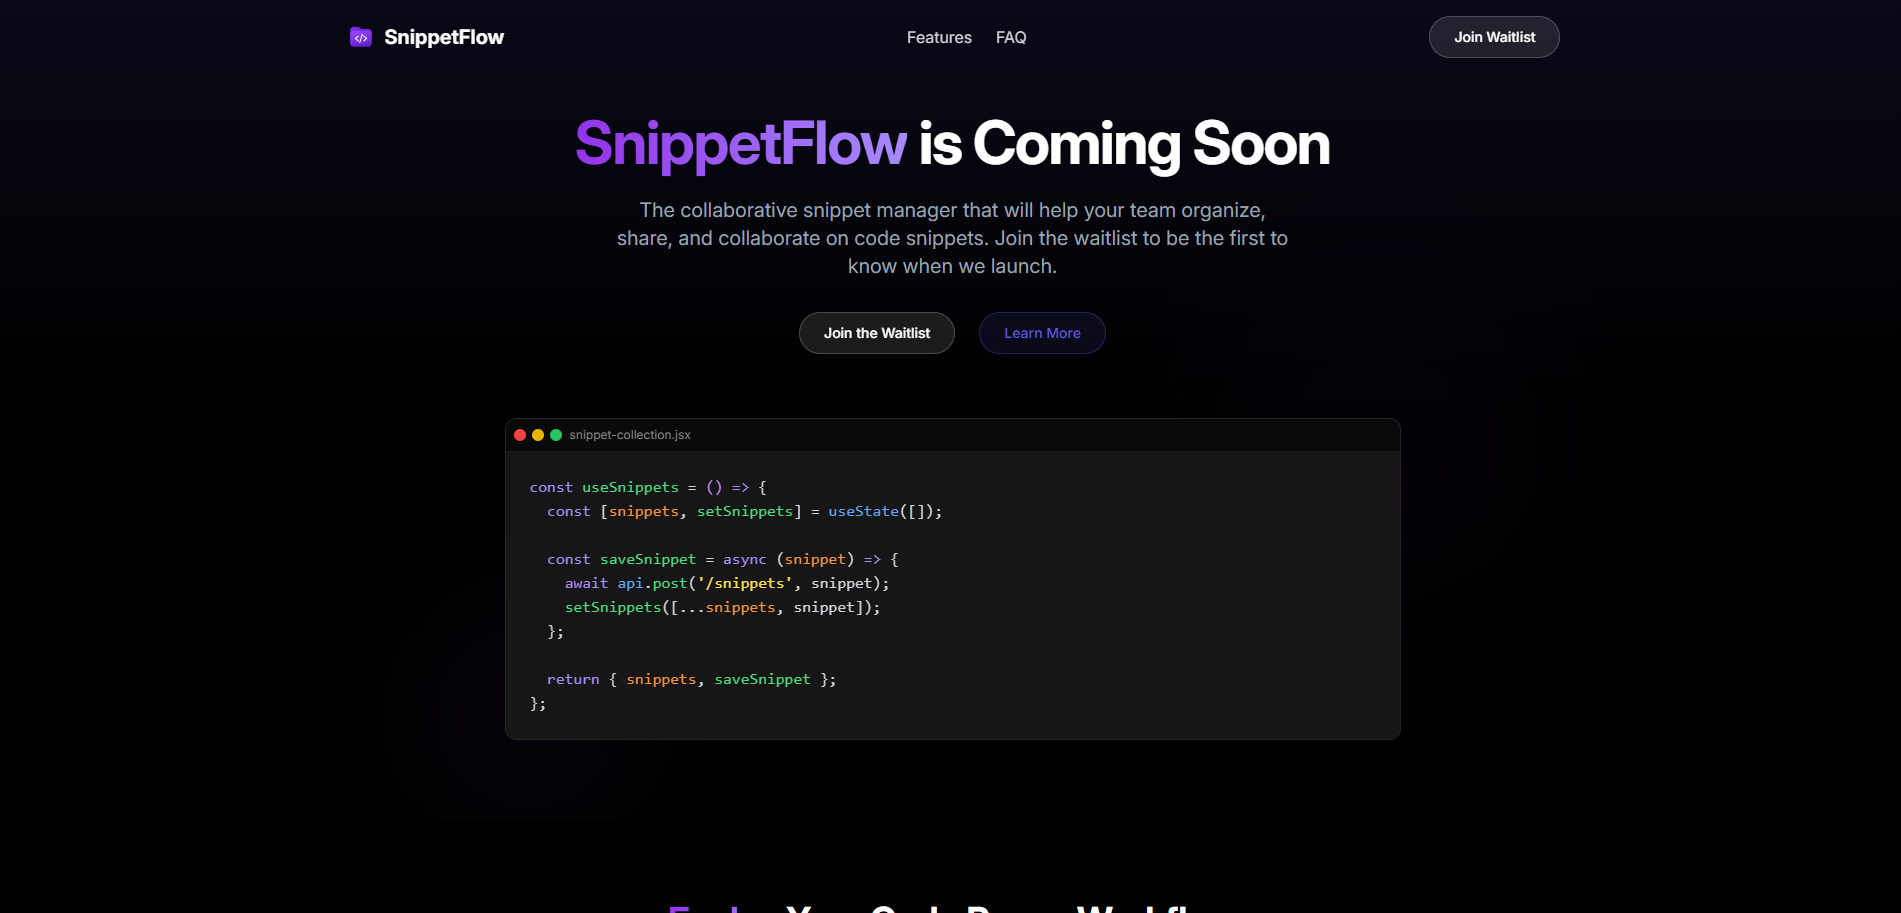 SnippetFlow
Features FAQ
Join Waitlist
SnippetFlow is Coming Soon
The collaborative snippet manager that will help your team organize,
share, and collaborate on code snippets. Join the waitlist to be the first to
know when we launch.
Join the Waitlist
Learn More
snippet-collection.jsx
const useSnippets = () => {
  const [snippets, setSnippets] = useState([]);
  const saveSnippet = async (snippet) => {
    await api.post('/snippets', snippet);
    setSnippets([...snippets, snippet]);
  };
  return { snippets, saveSnippet };
};